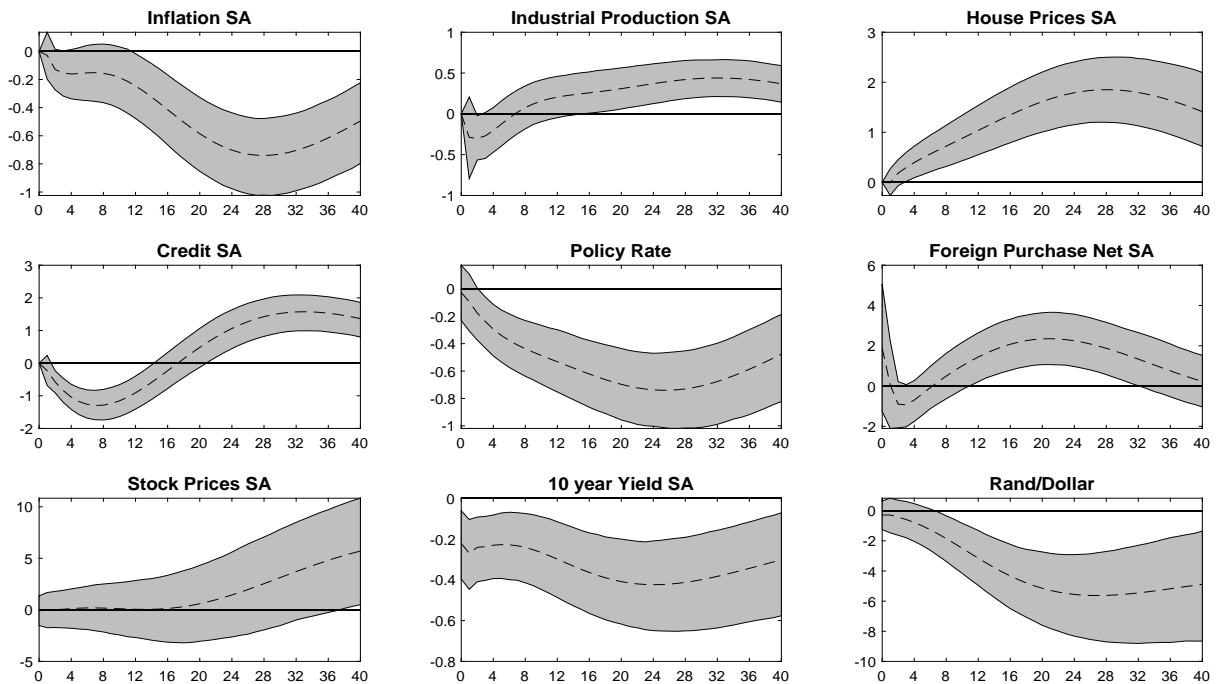 Inflation SA
0
-0.2
-0.4
-0.6
-0.8
-1
0 4 8 12 16 20 24 28 32 36 40
Industrial Production SA
1
0.5
0
-0.5
-1
0 4 8 12 16 20 24 28 32 36 40
House Prices SA
3
2
1
0
0 4 8 12 16 20 24 28 32 36 40
Credit SA
3
2
1
0
-1
-2
0 4 8 12 16 20 24 28 32 36 40
Policy Rate
0
-0.2
-0.4
-0.6
-0.8
-1
0 4 8 12 16 20 24 28 32 36 40
Foreign Purchase Net SA
6
4
2
0
-2
0 4 8 12 16 20 24 28 32 36 40
Stock Prices SA
10
5
0
-5
0 4 8 12 16 20 24 28 32 36 40
10 year Yield SA
0
-0.2
-0.4
-0.6
-0.8
0 4 8 12 16 20 24 28 32 36 40
Rand/Dollar
0
-2
-4
-6
-8
-10
0 4 8 12 16 20 24 28 32 36 40